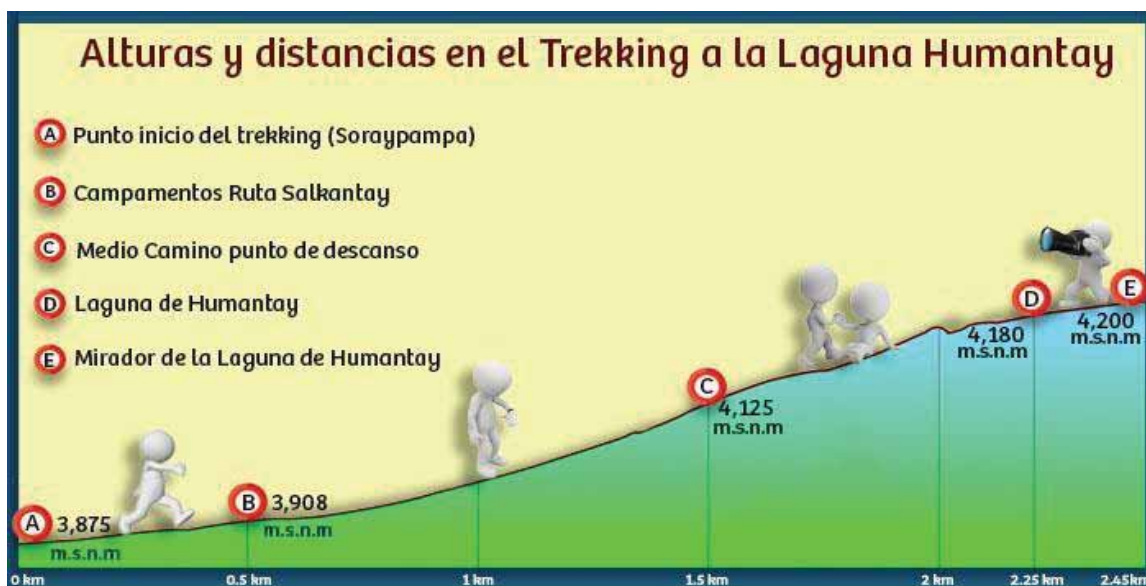 Alturas y distancias en el Trekking a la Laguna Humantay
A Punto inicio del trekking (Soraypampa)
B Campamentos Ruta Salkantay
C Medio Camino punto de descanso
D Laguna de Humantay
E Mirador de la Laguna de Humantay
A 3,875
m.s.n.m
B 3,908
m.s.n.m
C
4,125
m.s.n.m
D
4,180
m.s.n.m
E
4,200
m.s.n.m
0 km
0.5 km
1 km
1.5 km
2 km
2.25 km
2.45km